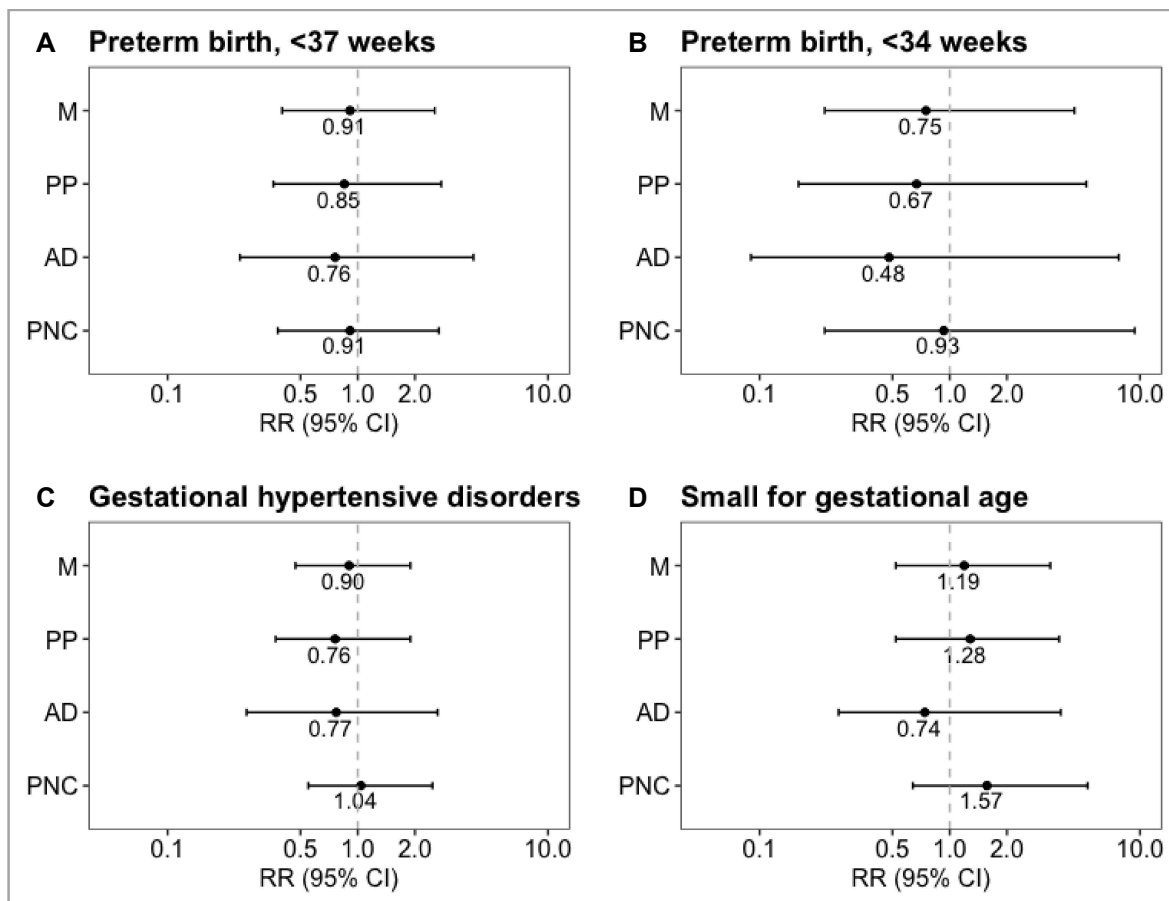 A Preterm birth, <37 weeks
M
0.91
PP
0.85
AD
0.76
PNC
0.91
0.1 0.5 1.0 2.0 10.0
RR (95% CI)
B Preterm birth, <34 weeks
M
0.75
PP
0.67
AD
0.48
PNC
0.93
0.1 0.5 1.0 2.0 10.0
RR (95% CI)
C Gestational hypertensive disorders
M
0.90
PP
0.76
AD
0.77
PNC
1.04
0.1 0.5 1.0 2.0 10.0
RR (95% CI)
D Small for gestational age
M
1.19
PP
1.28
AD
0.74
PNC
1.57
0.1 0.5 1.0 2.0 10.0
RR (95% CI)